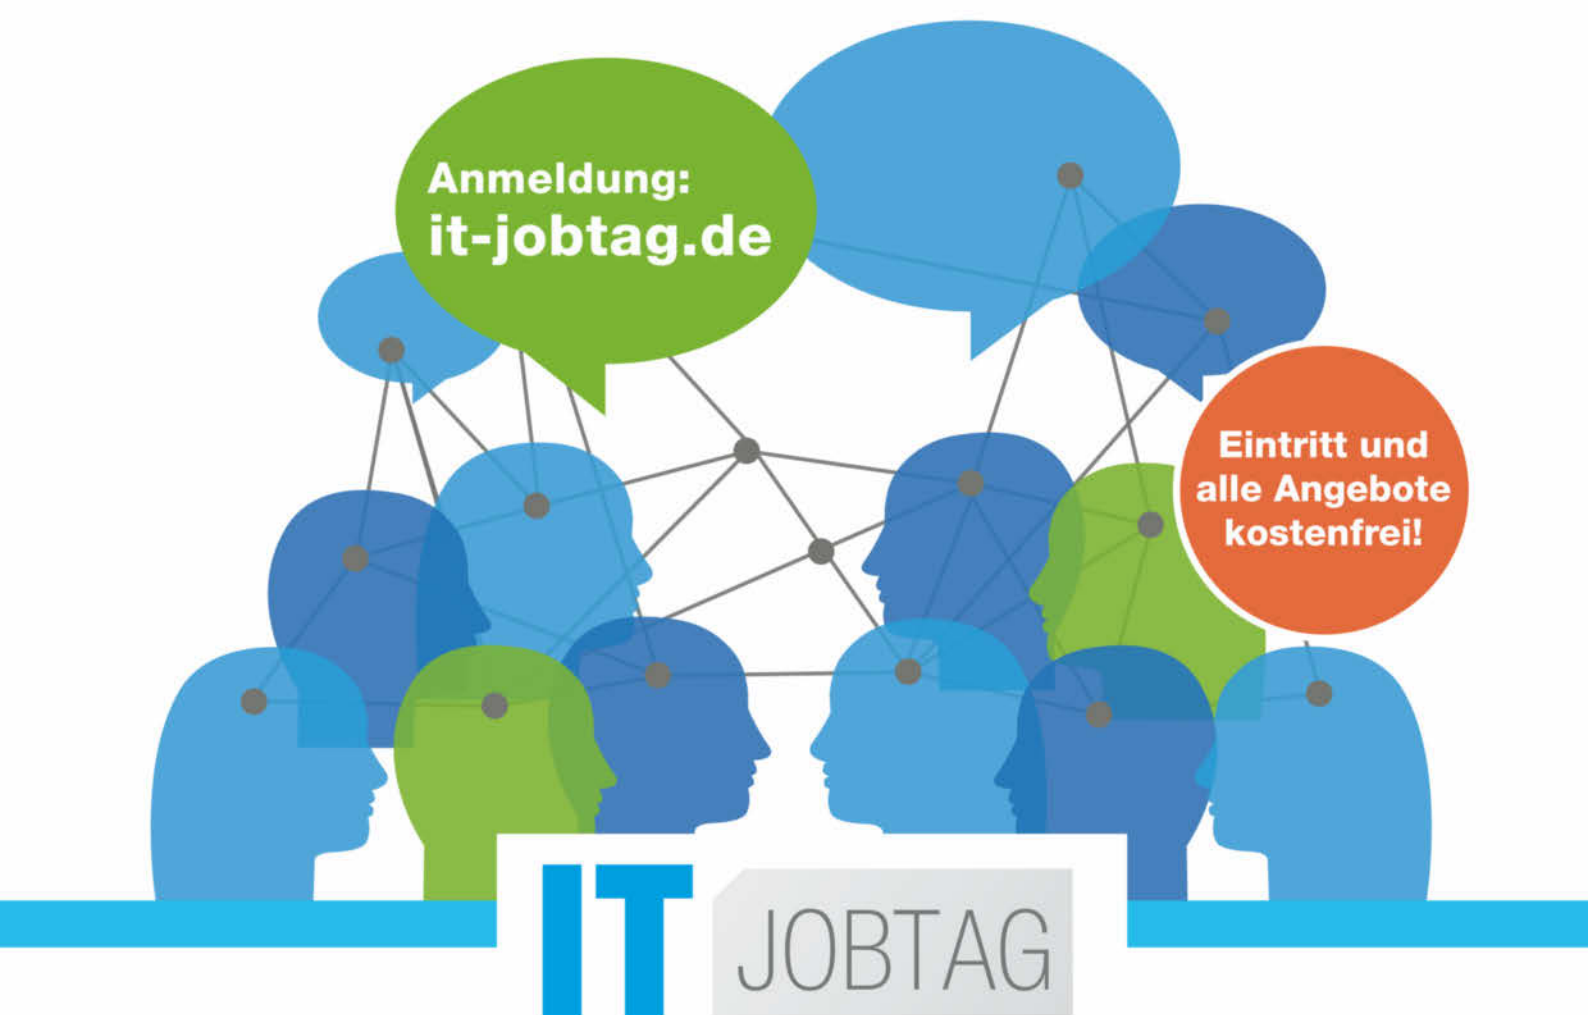 Anmeldung:
it-jobtag.de
Eintritt und
alle Angebote
kostenfrei!
IT JOBTAG